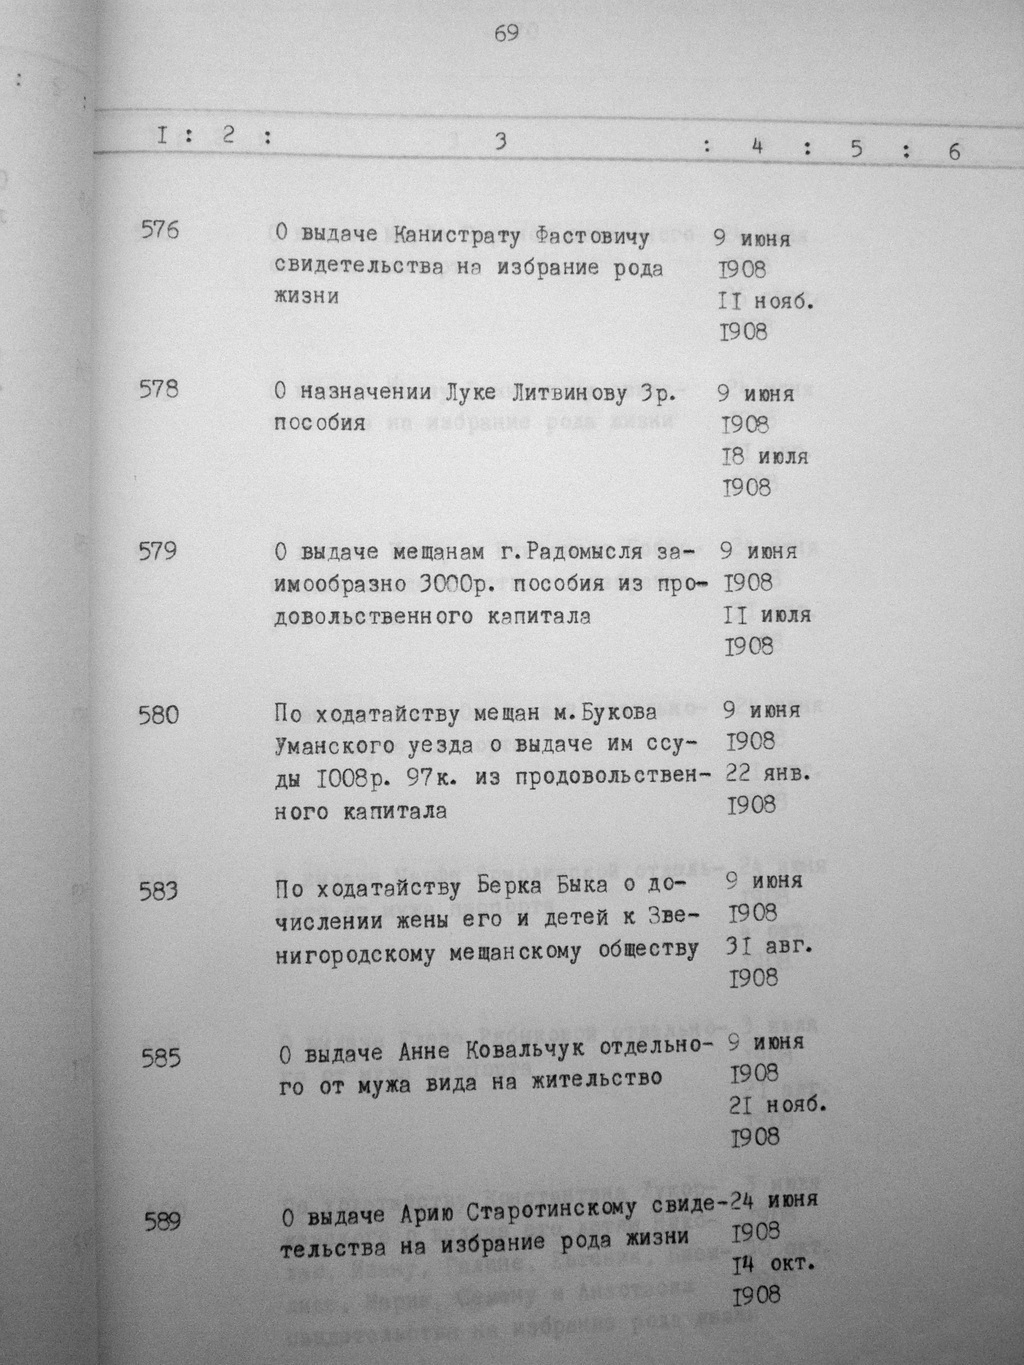 69
I : 2 : 3 : 4 : 5 : 6
576 О выдаче Канистрату Фастовичу 9 июня
свидетельства на избрание рода 1908
жизни II нояб.
1908
578 О назначении Луке Литвинову 3р. 9 июня
пособия 1908
18 июля
1908
579 О выдаче мещанам г.Радомысля за- 9 июня
имообразно 3000р. пособия из про- 1908
довольственного капитала II июля
1908
580 По ходатайству мещан м.Букова 9 июня
Уманского уезда о выдаче им ссу- 1908
ды 1008р. 97к. из продовольствен- 22 янв.
ного капитала 1908
583 По ходатайству Берка Быка о до- 9 июня
числении жены его и детей к Зве- 1908
нигородскому мещанскому обществу 31 авг.
1908
585 О выдаче Анне Ковальчук отдельно- 9 июня
го от мужа вида на жительство 1908
21 нояб.
1908
589 О выдаче Арию Старотинскому свиде- 24 июня
тельства на избрание рода жизни 1908
14 окт.
1908